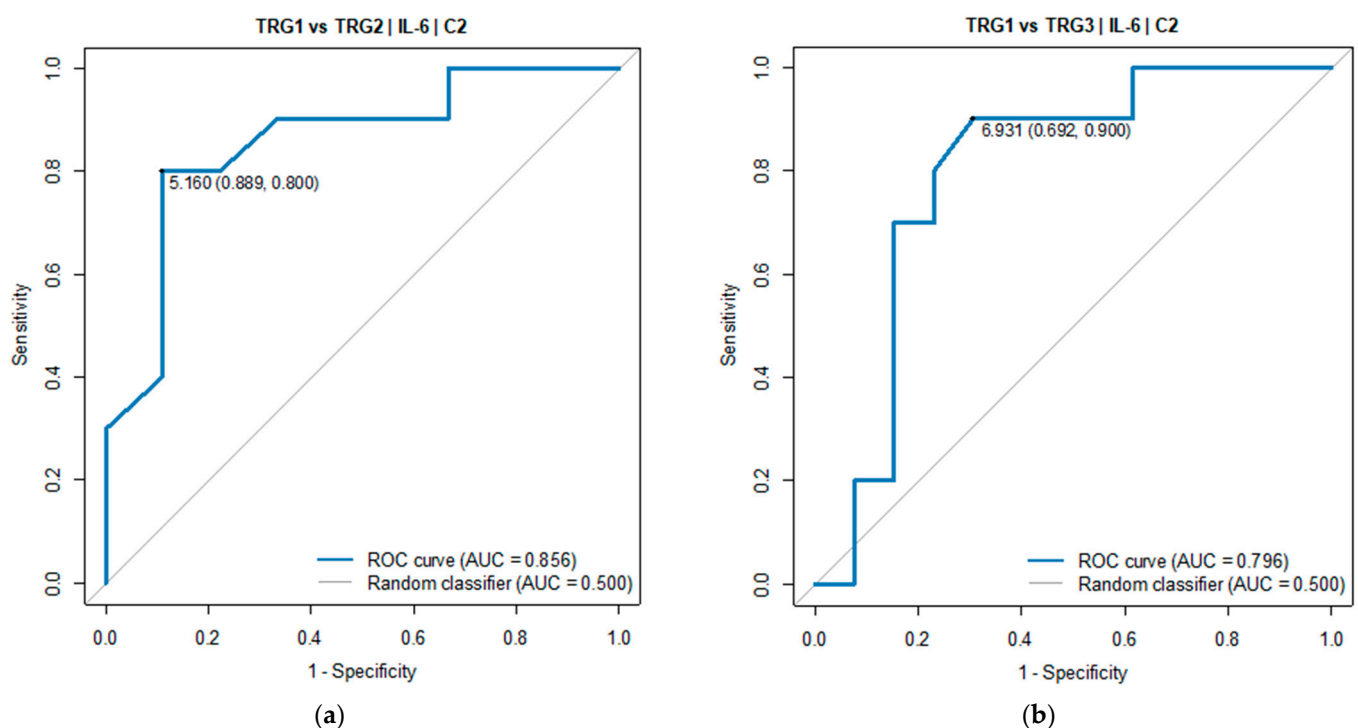 TRG1 vs TRG2 | IL-6 | C2
1.0
0.8
0.6
0.4
0.2
0.0
Sensitivity
5.160 (0.889, 0.800)
ROC curve (AUC = 0.856)
Random classifier (AUC = 0.500)
0.0 0.2 0.4 0.6 0.8 1.0
1 - Specificity
(a)
TRG1 vs TRG3 | IL-6 | C2
1.0
0.8
0.6
0.4
0.2
0.0
Sensitivity
6.931 (0.692, 0.900)
ROC curve (AUC = 0.796)
Random classifier (AUC = 0.500)
0.0 0.2 0.4 0.6 0.8 1.0
1 - Specificity
(b)